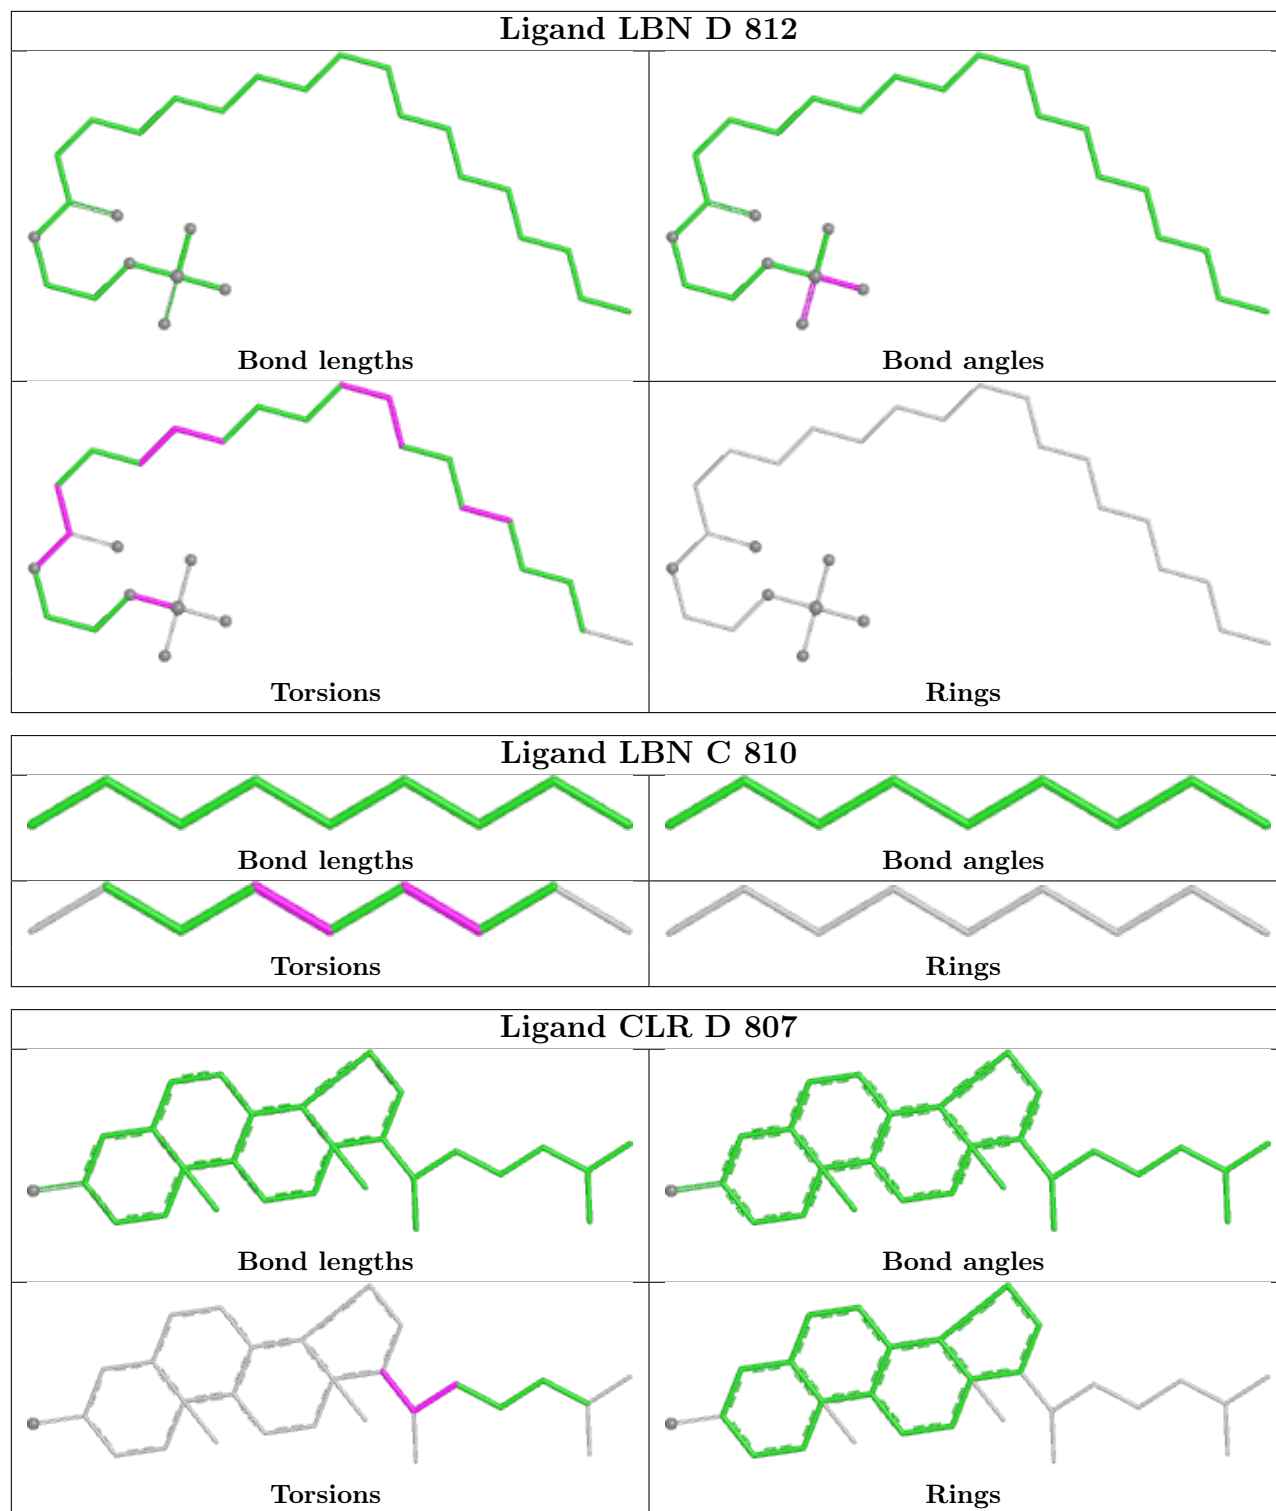 Ligand LBN D 812
Bond lengths
Bond angles
Torsions
Rings
Ligand LBN C 810
Bond lengths
Bond angles
Torsions
Rings
Ligand CLR D 807
Bond lengths
Bond angles
Torsions
Rings